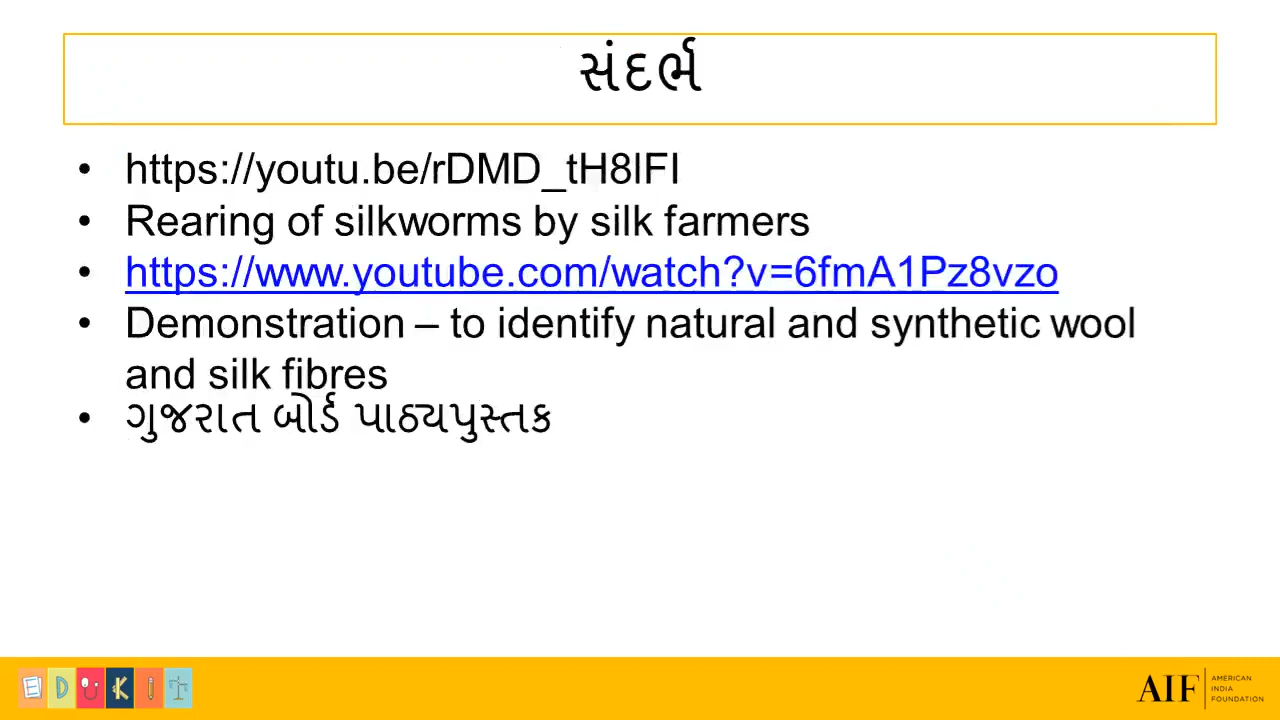 સંદર્ભ
• https://youtu.be/rDMD_tH8lFI
• Rearing of silkworms by silk farmers
• https://www.youtube.com/watch?v=6fmA1Pz8vzo
• Demonstration – to identify natural and synthetic wool
and silk fibres
• ગુજરાત બોર્ડ પાઠ્યપુસ્તક
EDUKIT
AIF AMERICAN
INDIA
FOUNDATION